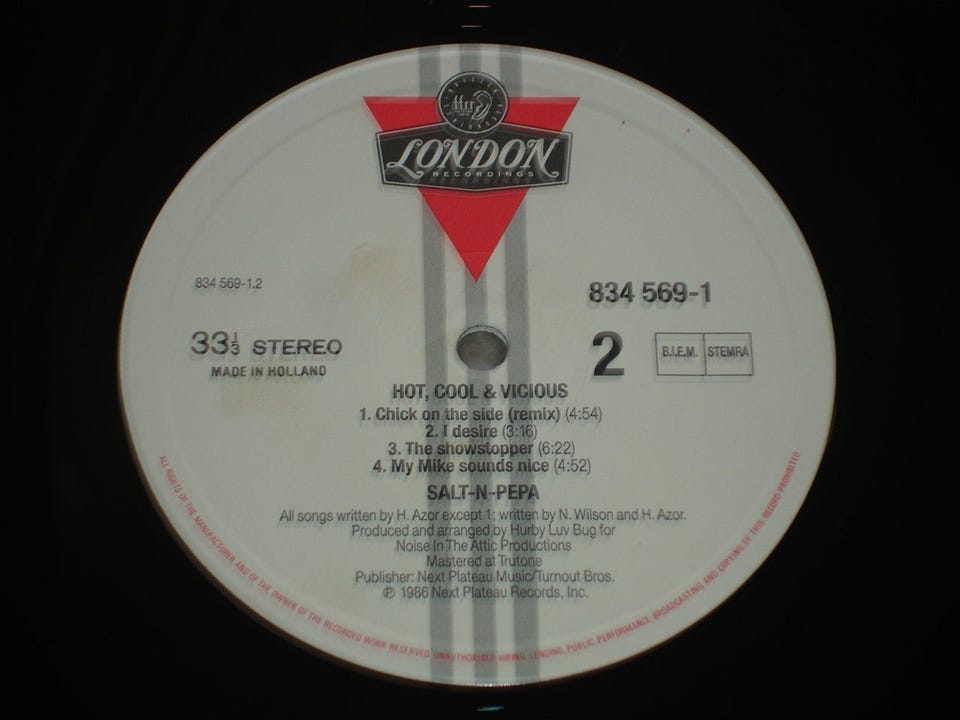 ffrr
LONDON
RECORDINGS
834 569-1.2
834 569-1
33⅓ STEREO
MADE IN HOLLAND
2
B.I.E.M. STEMRA
HOT, COOL & VICIOUS
1. Chick on the side (remix) (4:54)
2. I desire (3:16)
3. The showstopper (6:22)
4. My Mike sounds nice (4:52)
SALT-N-PEPA
All songs written by H. Azor except 1; written by N. Wilson and H. Azor.
Produced and arranged by Hurby Luv Bug for
Noise In The Attic Productions
Mastered at Trutone
Publisher: Next Plateau Music/Turnout Bros.
℗ 1986 Next Plateau Records, Inc.
ALL RIGHTS OF THE MANUFACTURER AND OF THE OWNER OF THE RECORDED WORK RESERVED. UNAUTHORISED HIRING, LENDING, PUBLIC PERFORMANCE, BROADCASTING AND COPYING OF THIS RECORD PROHIBITED